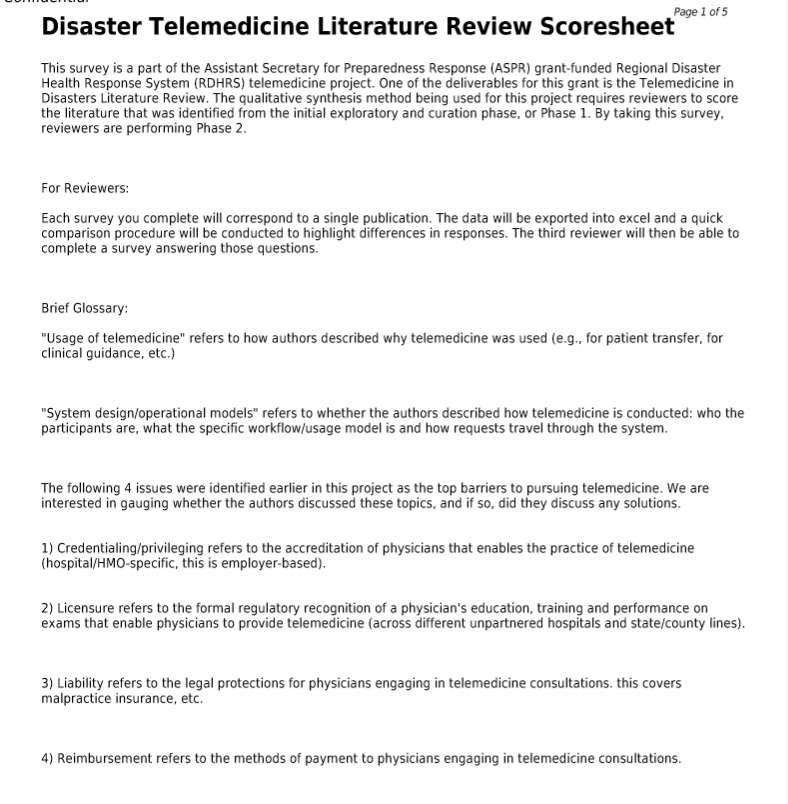 Confidential
Page 1 of 5
Disaster Telemedicine Literature Review Scoresheet
This survey is a part of the Assistant Secretary for Preparedness Response (ASPR) grant-funded Regional Disaster
Health Response System (RDHRS) telemedicine project. One of the deliverables for this grant is the Telemedicine in
Disasters Literature Review. The qualitative synthesis method being used for this project requires reviewers to score
the literature that was identified from the initial exploratory and curation phase, or Phase 1. By taking this survey,
reviewers are performing Phase 2.
For Reviewers:
Each survey you complete will correspond to a single publication. The data will be exported into excel and a quick
comparison procedure will be conducted to highlight differences in responses. The third reviewer will then be able to
complete a survey answering those questions.
Brief Glossary:
"Usage of telemedicine" refers to how authors described why telemedicine was used (e.g., for patient transfer, for
clinical guidance, etc.)
"System design/operational models" refers to whether the authors described how telemedicine is conducted: who the
participants are, what the specific workflow/usage model is and how requests travel through the system.
The following 4 issues were identified earlier in this project as the top barriers to pursuing telemedicine. We are
interested in gauging whether the authors discussed these topics, and if so, did they discuss any solutions.
1) Credentialing/privileging refers to the accreditation of physicians that enables the practice of telemedicine
(hospital/HMO-specific, this is employer-based).
2) Licensure refers to the formal regulatory recognition of a physician's education, training and performance on
exams that enable physicians to provide telemedicine (across different unpartnered hospitals and state/county lines).
3) Liability refers to the legal protections for physicians engaging in telemedicine consultations. this covers
malpractice insurance, etc.
4) Reimbursement refers to the methods of payment to physicians engaging in telemedicine consultations.